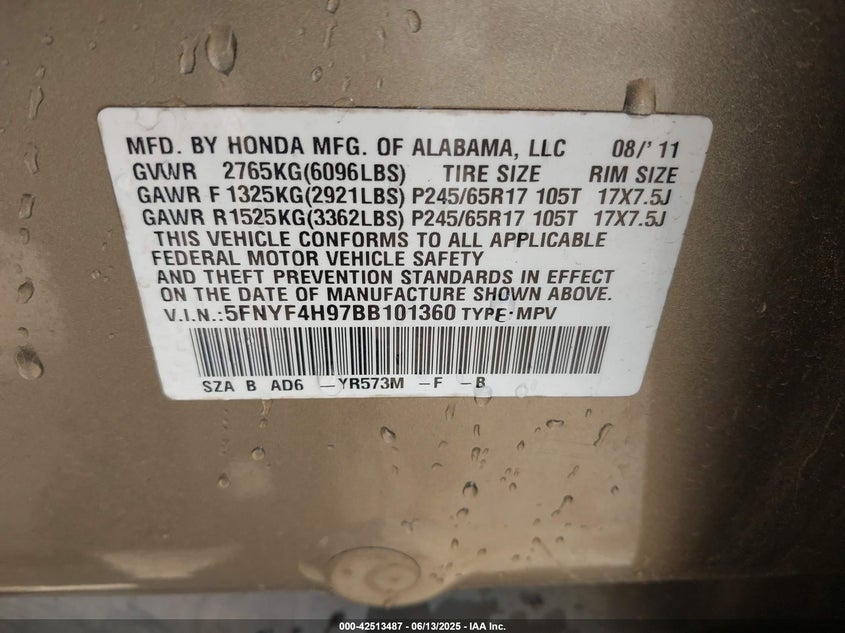 MFD. BY HONDA MFG. OF ALABAMA, LLC 08/' 11
GVWR 2765KG(6096LBS) TIRE SIZE RIM SIZE
GAWR F 1325KG(2921LBS) P245/65R17 105T 17X7.5J
GAWR R1525KG(3362LBS) P245/65R17 105T 17X7.5J
THIS VEHICLE CONFORMS TO ALL APPLICABLE
FEDERAL MOTOR VEHICLE SAFETY
AND THEFT PREVENTION STANDARDS IN EFFECT
ON THE DATE OF MANUFACTURE SHOWN ABOVE.
V.I.N.:5FNYF4H97BB101360 TYPE·MPV
SZA B AD6 –YR573M –F –B
000-42513487 - 06/13/2025 - IAA Inc.